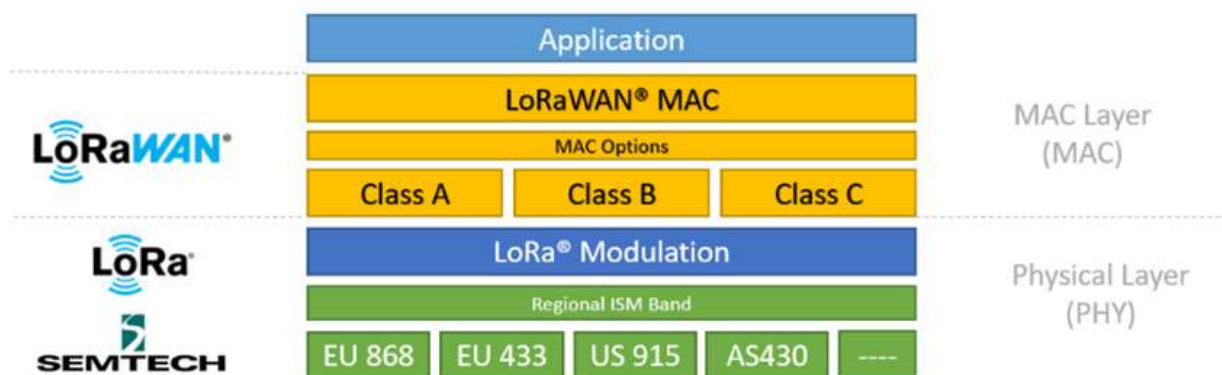 Application
LoRaWAN® MAC
MAC Options
Class A Class B Class C
LoRa® Modulation
Regional ISM Band
EU 868 EU 433 US 915 AS430 ----
LoRaWAN®
LoRa®
SEMTECH
MAC Layer
(MAC)
Physical Layer
(PHY)